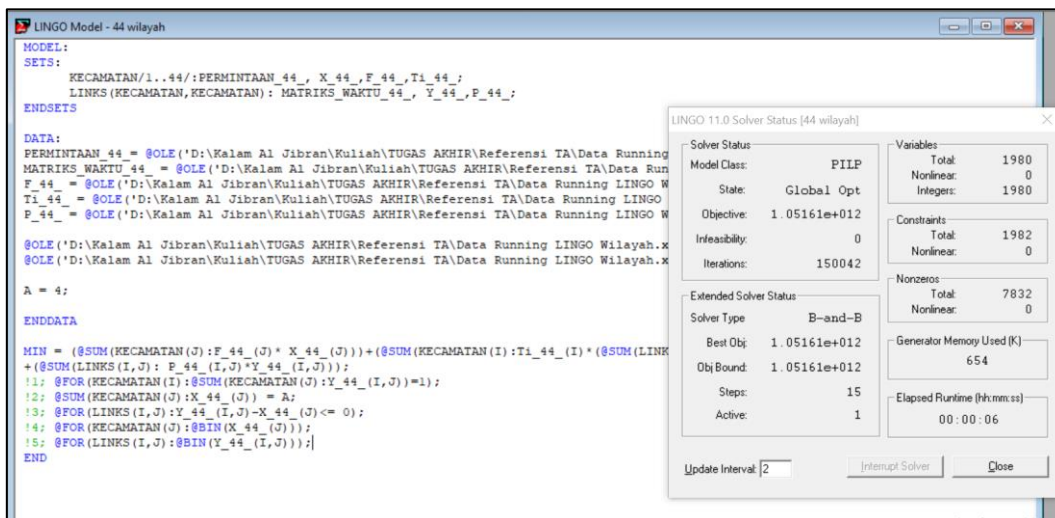 LINGO Model - 44 wilayah
MODEL:
SETS:
KECAMATAN/1..44/:PERMINTAAN_44_, X_44_,F_44_,Ti_44_;
LINKS(KECAMATAN,KECAMATAN): MATRIKS_WAKTU_44_, Y_44_,P_44_;
ENDSETS
DATA:
PERMINTAAN_44_= @OLE('D:\Kalam Al Jibran\Kuliah\TUGAS AKHIR\Referensi TA\Data Running
MATRIKS_WAKTU_44_ = @OLE('D:\Kalam Al Jibran\Kuliah\TUGAS AKHIR\Referensi TA\Data Run
F_44_ = @OLE('D:\Kalam Al Jibran\Kuliah\TUGAS AKHIR\Referensi TA\Data Running LINGO W
Ti_44_ = @OLE('D:\Kalam Al Jibran\Kuliah\TUGAS AKHIR\Referensi TA\Data Running LINGO
P_44_ = @OLE('D:\Kalam Al Jibran\Kuliah\TUGAS AKHIR\Referensi TA\Data Running LINGO W
@OLE('D:\Kalam Al Jibran\Kuliah\TUGAS AKHIR\Referensi TA\Data Running LINGO Wilayah.x
@OLE('D:\Kalam Al Jibran\Kuliah\TUGAS AKHIR\Referensi TA\Data Running LINGO Wilayah.x
A = 4;
ENDDATA
MIN = (@SUM(KECAMATAN(J):F_44_(J)* X_44_(J)))+(@SUM(KECAMATAN(I):Ti_44_(I)*(@SUM(LINK
+(@SUM(LINKS(I,J): P_44_(I,J)*Y_44_(I,J)));
!1; @FOR(KECAMATAN(I):@SUM(KECAMATAN(J):Y_44_(I,J))=1);
!2; @SUM(KECAMATAN(J):X_44_(J)) = A;
!3; @FOR(LINKS(I,J):Y_44_(I,J)-X_44_(J)<= 0);
!4; @FOR(KECAMATAN(J):@BIN(X_44_(J)));
!5; @FOR(LINKS(I,J):@BIN(Y_44_(I,J)));
END
LINGO 11.0 Solver Status [44 wilayah]
Solver Status
Model Class: PILP
State: Global Opt
Objective: 1.05161e+012
Infeasibility: 0
Iterations: 150042
Extended Solver Status
Solver Type B-and-B
Best Obj: 1.05161e+012
Obj Bound: 1.05161e+012
Steps: 15
Active: 1
Variables
Total: 1980
Nonlinear: 0
Integers: 1980
Constraints
Total: 1982
Nonlinear: 0
Nonzeros
Total: 7832
Nonlinear: 0
Generator Memory Used (K)
654
Elapsed Runtime (hh:mm:ss)
00:00:06
Update Interval: 2
Interrupt Solver
Close